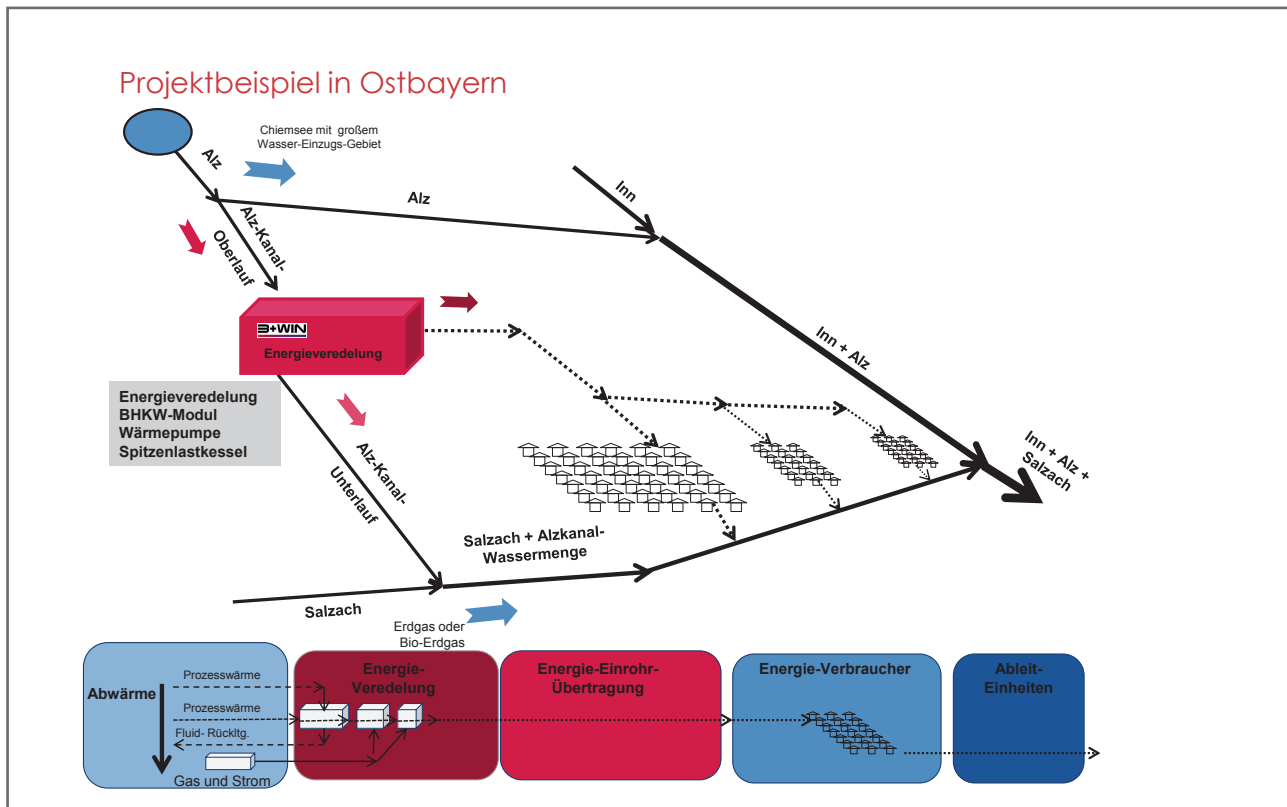 Projektbeispiel in Ostbayern
Chiemsee mit großem
Wasser-Einzugs-Gebiet
Alz
Alz
Inn
Alz-Kanal-
Oberlauf
3+WIN
Energieveredelung
Inn + Alz
Energieveredelung
BHKW-Modul
Wärmepumpe
Spitzenlastkessel
Alz-Kanal-
Unterlauf
Inn + Alz +
Salzach
Salzach + Alzkanal-
Wassermenge
Salzach
Erdgas oder
Bio-Erdgas
Abwärme
Prozesswärme
Prozesswärme
Fluid- Rückltg.
Gas und Strom
Energie-
Veredelung
Energie-Einrohr-
Übertragung
Energie-Verbraucher
Ableit-
Einheiten